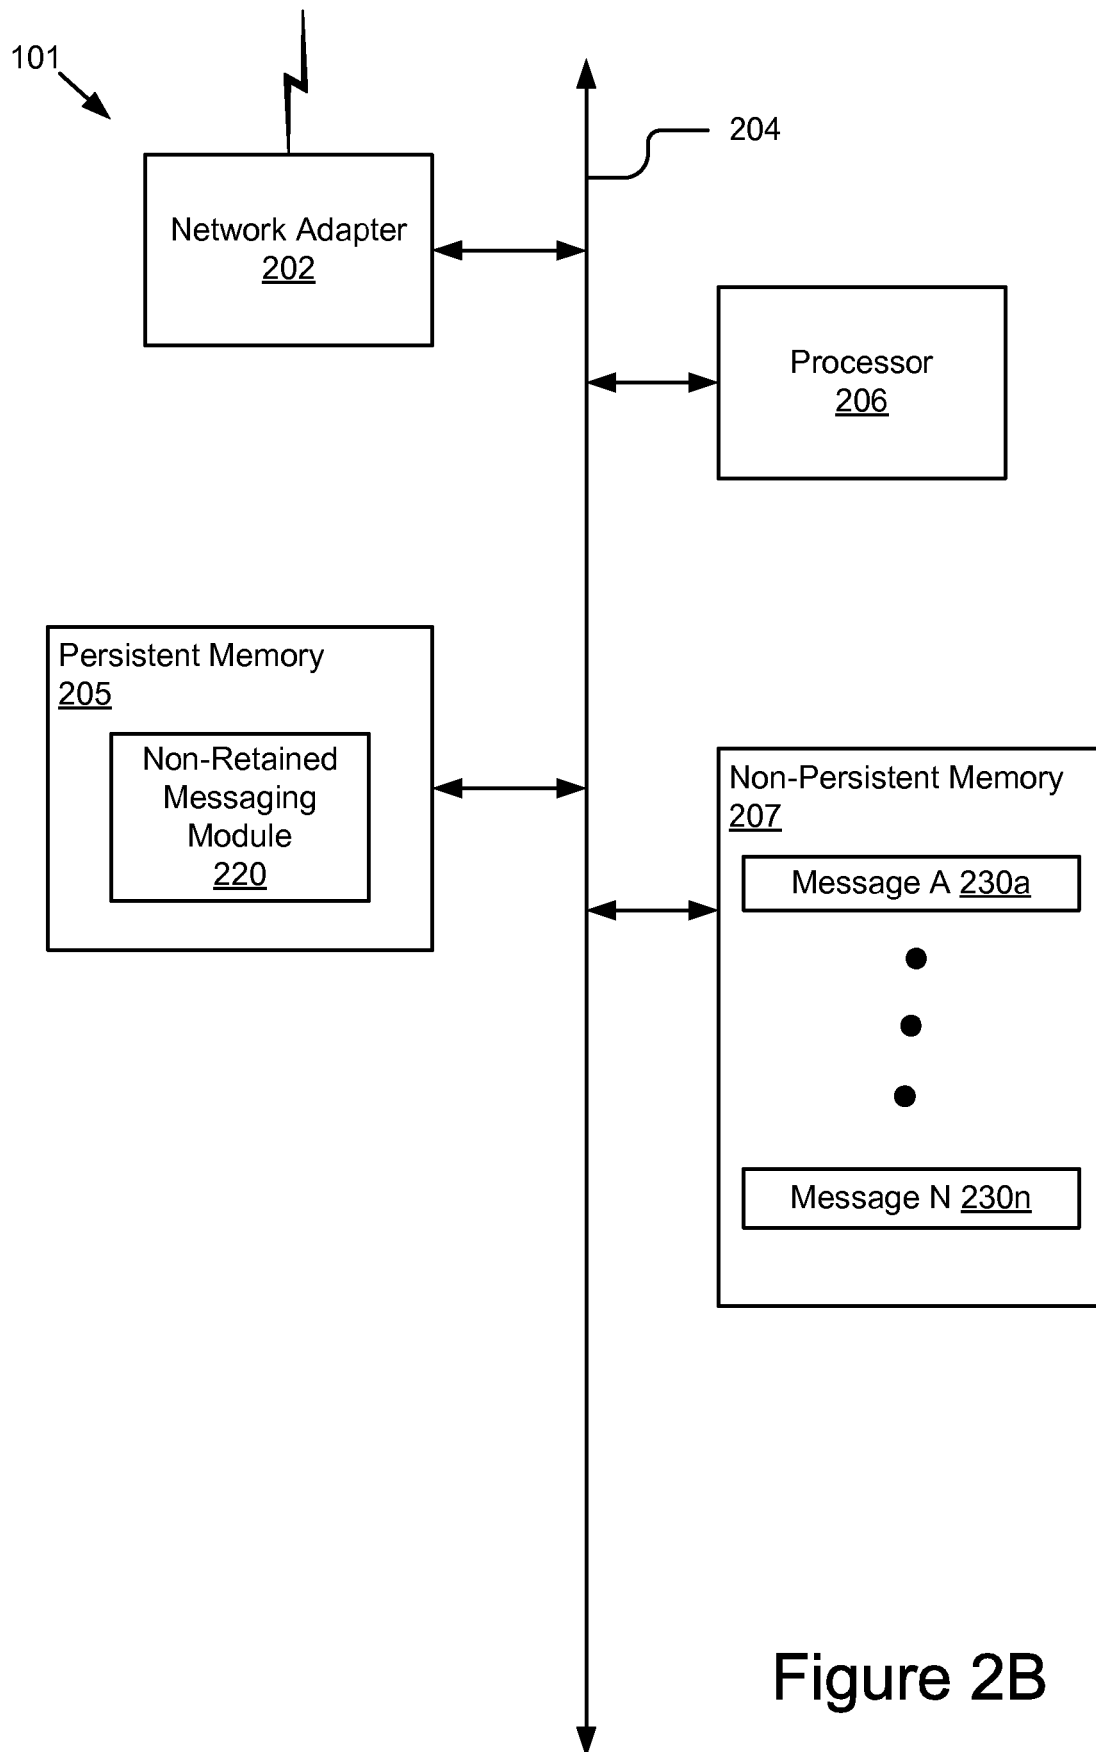 101
204
Network Adapter
202
Processor
206
Persistent Memory
205
Non-Retained
Messaging
Module
220
Non-Persistent Memory
207
Message A 230a
Message N 230n
Figure 2B